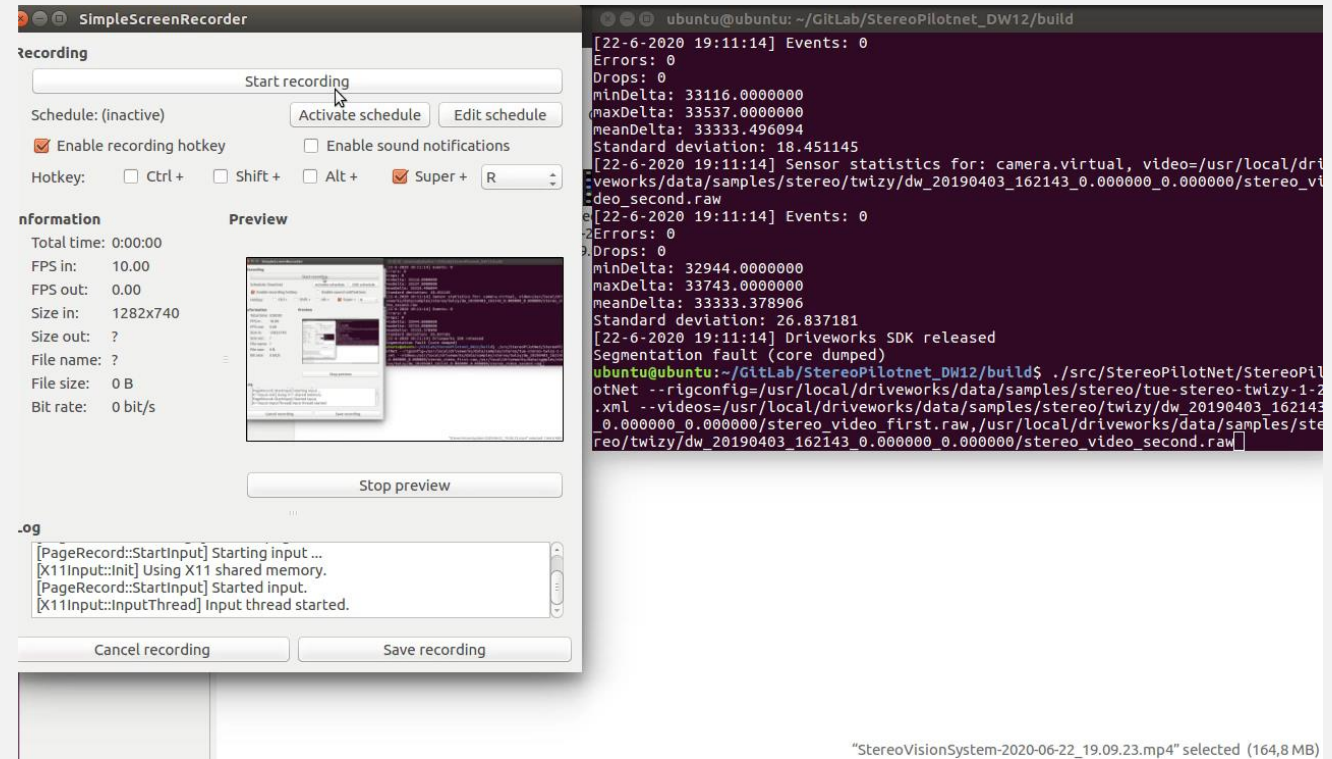 SimpleScreenRecorder
Recording
Start recording
Schedule: (inactive)
Activate schedule
Edit schedule
Enable recording hotkey
Enable sound notifications
Hotkey:
Ctrl +
Shift +
Alt +
Super +
R
nformation
Total time: 0:00:00
FPS in: 10.00
FPS out: 0.00
Size in: 1282x740
Size out: ?
File name: ?
File size: 0 B
Bit rate: 0 bit/s
Preview
Stop preview
Log
[PageRecord::StartInput] Starting input ...
[X11Input::Init] Using X11 shared memory.
[PageRecord::StartInput] Started input.
[X11Input::InputThread] Input thread started.
Cancel recording
Save recording
ubuntu@ubuntu: ~/GitLab/StereoPilotnet_DW12/build
[22-6-2020 19:11:14] Events: 0
Errors: 0
Drops: 0
minDelta: 33116.0000000
maxDelta: 33537.0000000
meanDelta: 33333.496094
Standard deviation: 18.451145
[22-6-2020 19:11:14] Sensor statistics for: camera.virtual, video=/usr/local/dri
veworks/data/samples/stereo/twizy/dw_20190403_162143_0.000000_0.000000/stereo_vi
deo_second.raw
[22-6-2020 19:11:14] Events: 0
Errors: 0
Drops: 0
minDelta: 32944.0000000
maxDelta: 33743.0000000
meanDelta: 33333.378906
Standard deviation: 26.837181
[22-6-2020 19:11:14] Driveworks SDK released
Segmentation fault (core dumped)
ubuntu@ubuntu:~/GitLab/StereoPilotnet_DW12/build$ ./src/StereoPilotNet/StereoPil
otNet --rigconfig=/usr/local/driveworks/data/samples/stereo/tue-stereo-twizy-1-2
.xml --videos=/usr/local/driveworks/data/samples/stereo/twizy/dw_20190403_162143
_0.000000_0.000000/stereo_video_first.raw,/usr/local/driveworks/data/samples/ste
reo/twizy/dw_20190403_162143_0.000000_0.000000/stereo_video_second.raw
"StereoVisionSystem-2020-06-22_19.09.23.mp4" selected (164,8 MB)